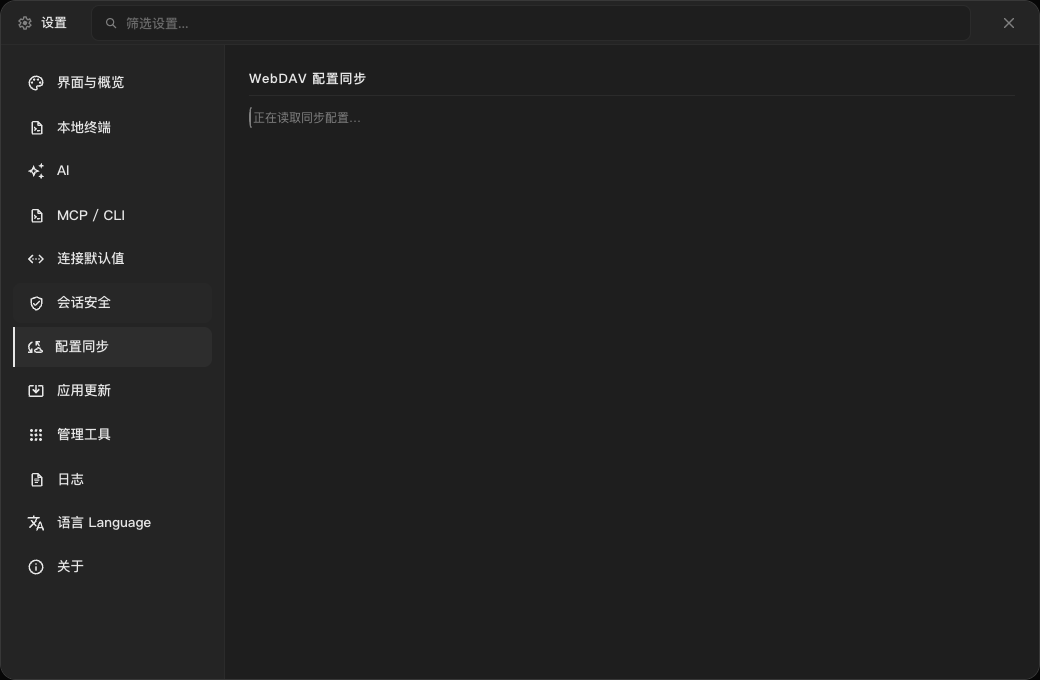 设置
筛选设置...
界面与概览
本地终端
AI
MCP / CLI
连接默认值
会话安全
配置同步
应用更新
管理工具
日志
语言 Language
关于
WebDAV 配置同步
正在读取同步配置...